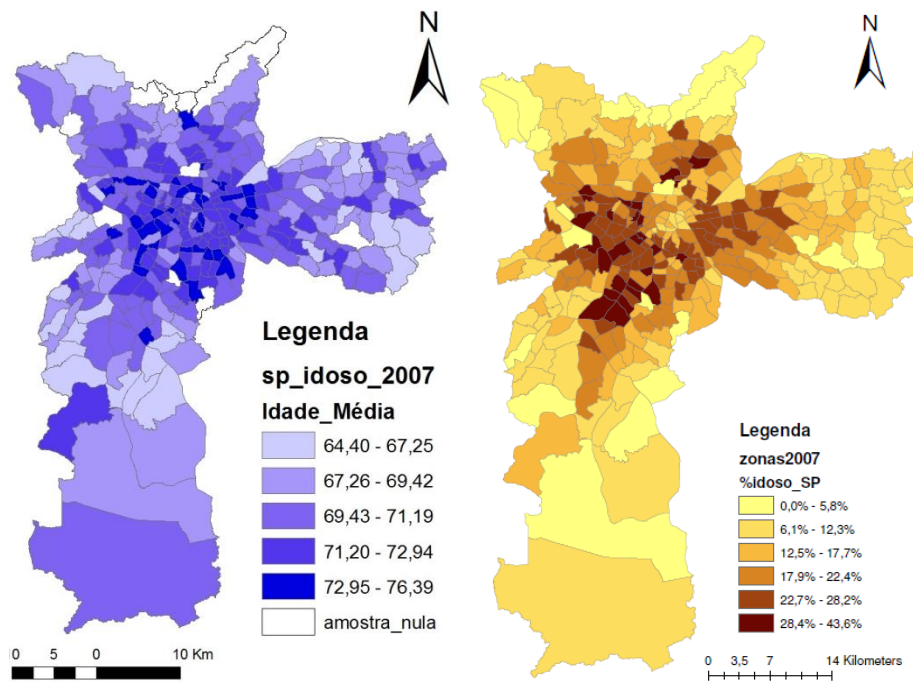 N
Legenda
sp_idoso_2007
Idade_Média
64,40 - 67,25
67,26 - 69,42
69,43 - 71,19
71,20 - 72,94
72,95 - 76,39
amostra_nula
10 5 0 10 Km
N
Legenda
zonas2007
%idoso_SP
0,0% - 5,8%
6,1% - 12,3%
12,5% - 17,7%
17,9% - 22,4%
22,7% - 28,2%
28,4% - 43,6%
0 3,5 7 14 Kilometers